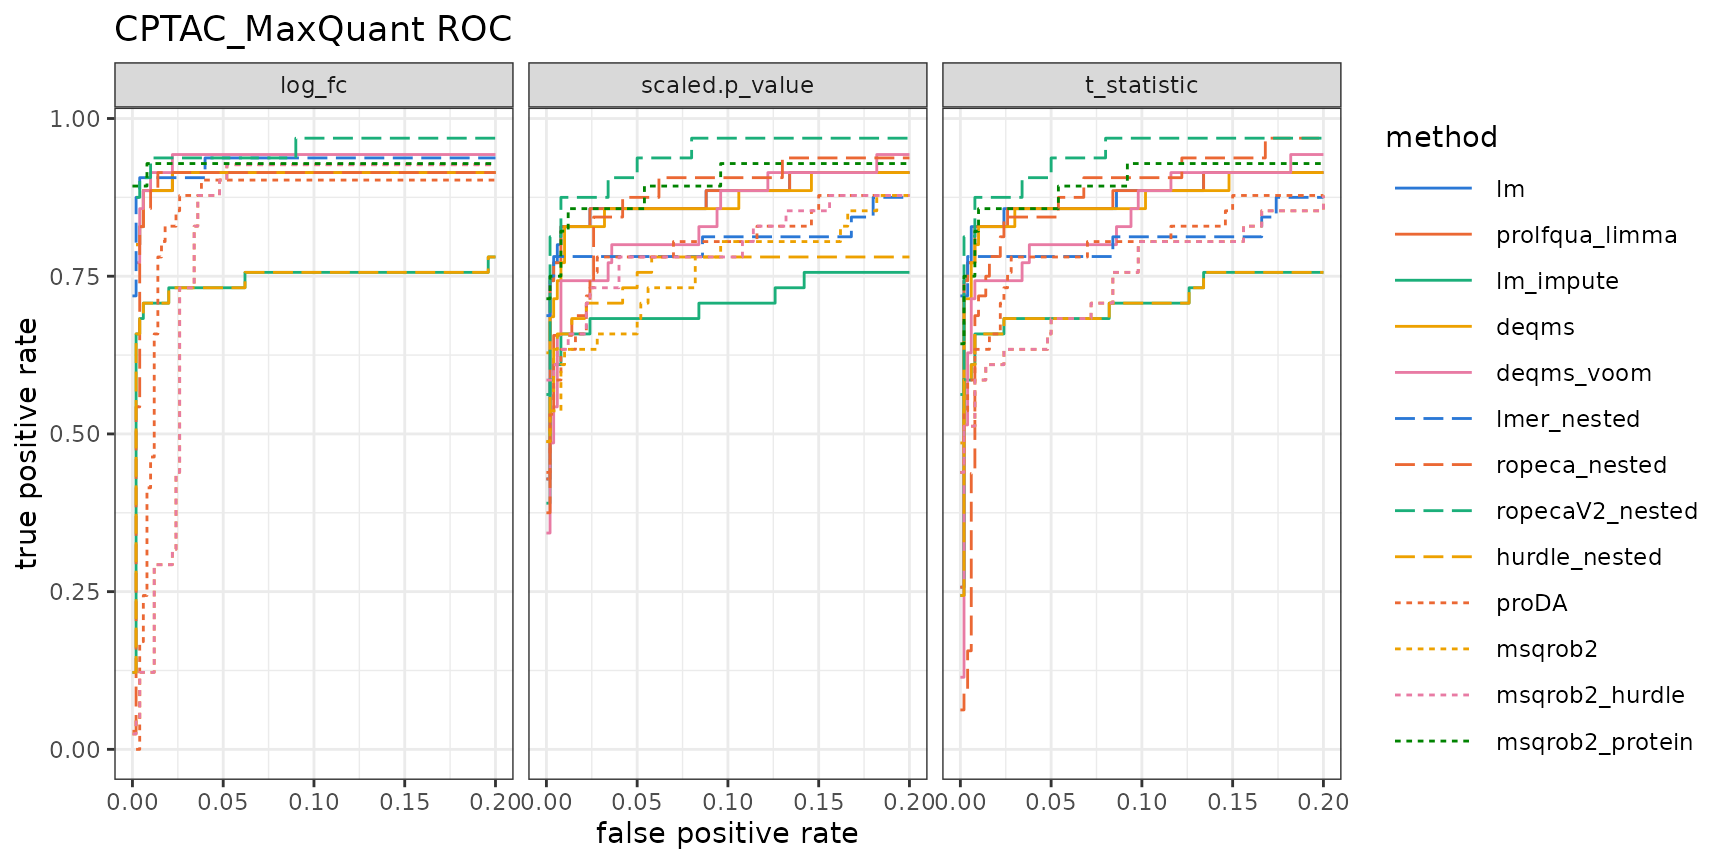 CPTAC_MaxQuant ROC
log_fc
scaled.p_value
t_statistic
true positive rate
1.00
0.75
0.50
0.25
0.00
0.00 0.05 0.10 0.15 0.20
0.00 0.05 0.10 0.15 0.20
0.00 0.05 0.10 0.15 0.20
false positive rate
method
lm
prolfqua_limma
lm_impute
deqms
deqms_voom
lmer_nested
ropeca_nested
ropecaV2_nested
hurdle_nested
proDA
msqrob2
msqrob2_hurdle
msqrob2_protein